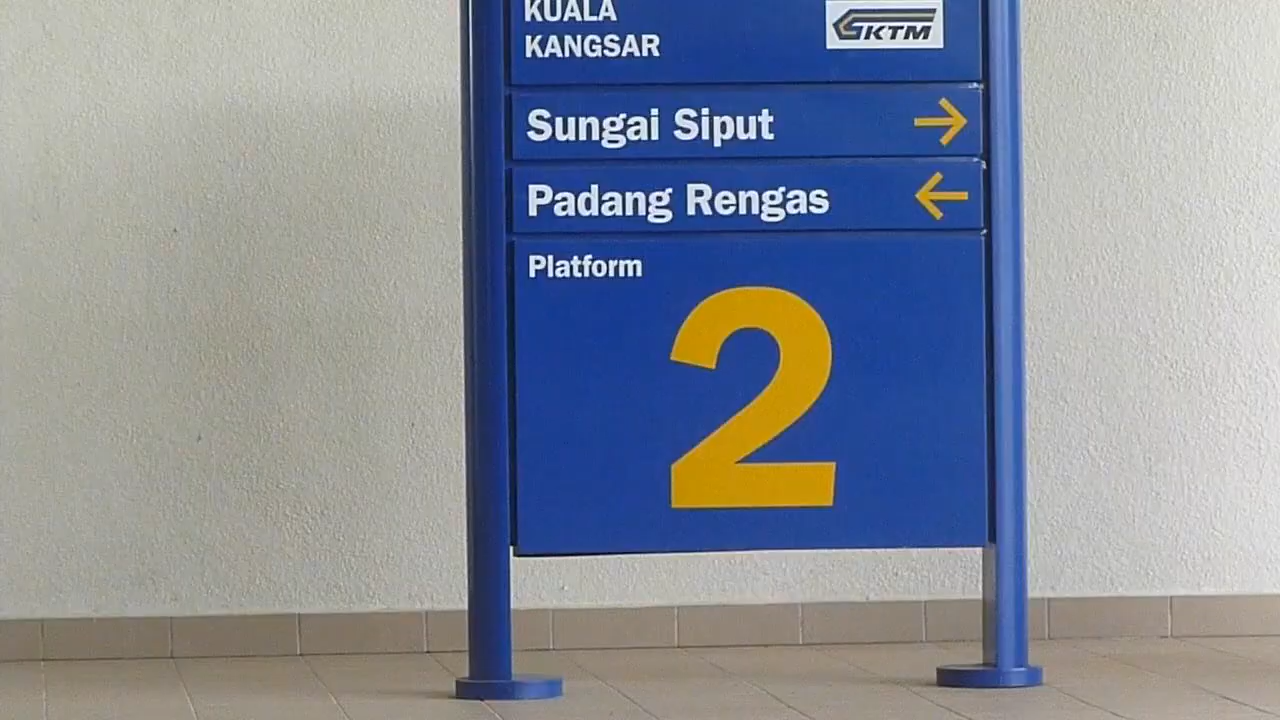 KUALA
KANGSAR
KTM
Sungai Siput
Padang Rengas
Platform
2